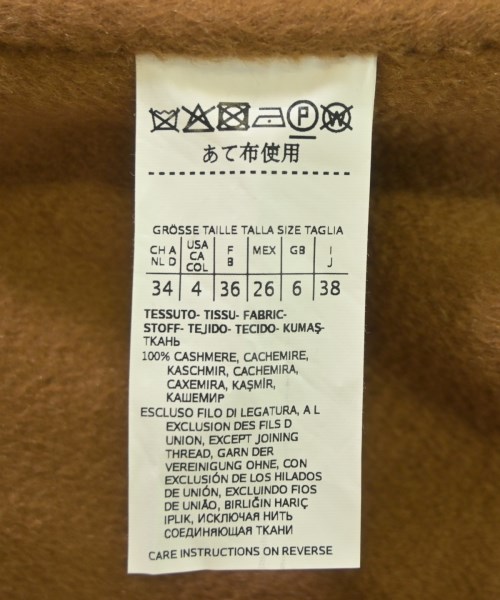 P W
あて布使用
GRÖSSE TAILLE TALLA SIZE TAGLIA
CH A NL D USA CA COL F B MEX GB I J
34 4 36 26 6 38
TESSUTO- TISSU- FABRIC-
STOFF- TEJIDO- TECIDO- KUMAŞ-
ТКАНЬ
100% CASHMERE, CACHEMIRE,
KASCHMIR, CACHEMIRA,
CAXEMIRA, KAŞMİR,
КАШЕМИР
ESCLUSO FILO DI LEGATURA, A L
EXCLUSION DES FILS D
UNION, EXCEPT JOINING
THREAD, GARN DER
VEREINIGUNG OHNE, CON
EXCLUSIÓN DE LOS HILADOS
DE UNIÓN, EXCLUINDO FIOS
DE UNIÃO, BIRLIĞIN HARIÇ
IPLIK, ИСКЛЮЧАЯ НИТЬ
СОЕДИНЯЮЩАЯ ТКАНИ
CARE INSTRUCTIONS ON REVERSE